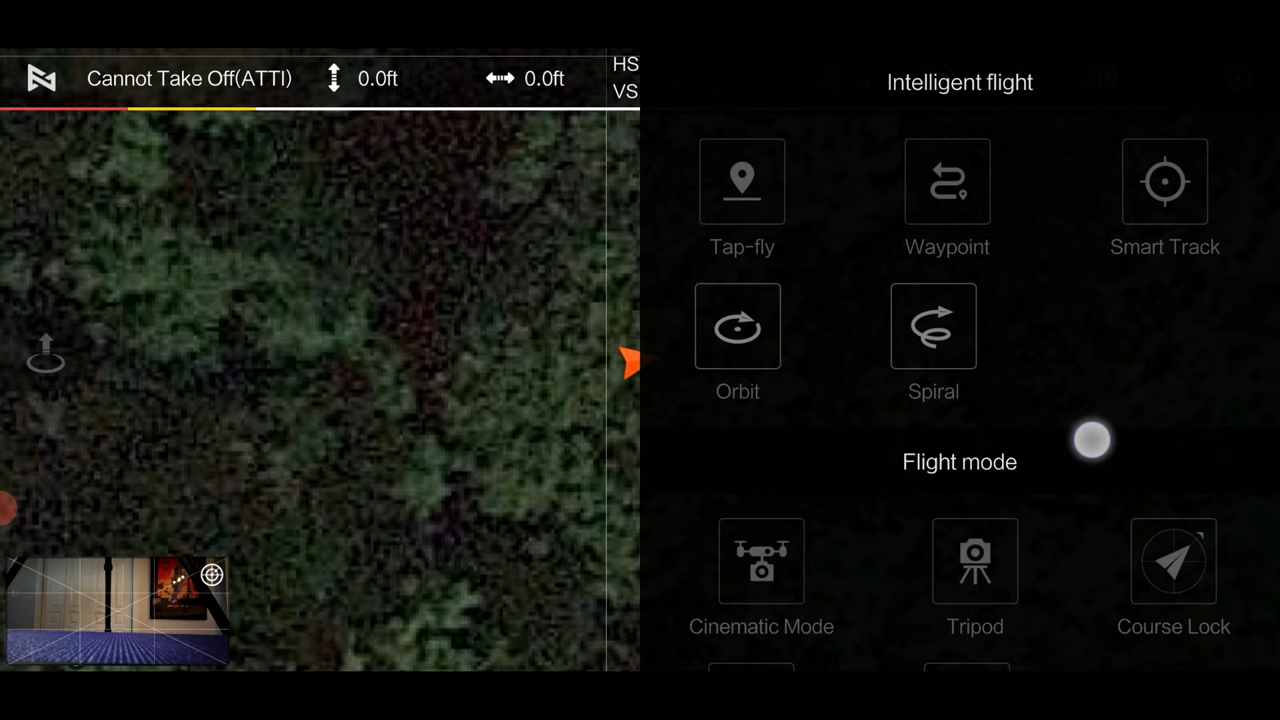 Cannot Take Off(ATTI)
0.0ft
0.0ft
HS
VS
Intelligent flight
Tap-fly
Waypoint
Smart Track
Orbit
Spiral
Flight mode
Cinematic Mode
Tripod
Course Lock